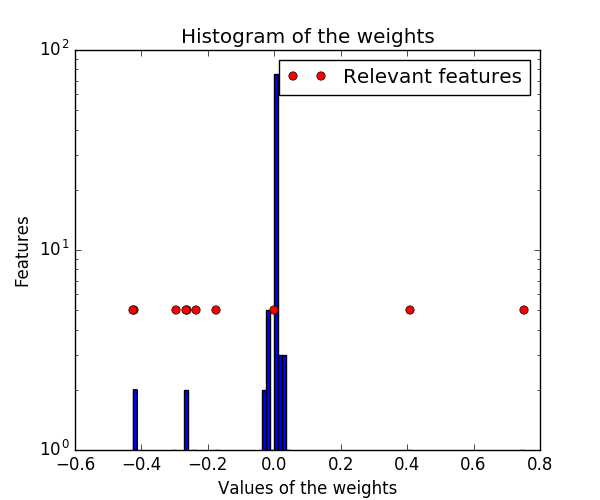 Histogram of the weights
Relevant features
Features
10²
10¹
10⁰
−0.6 −0.4 −0.2 0.0 0.2 0.4 0.6 0.8
Values of the weights